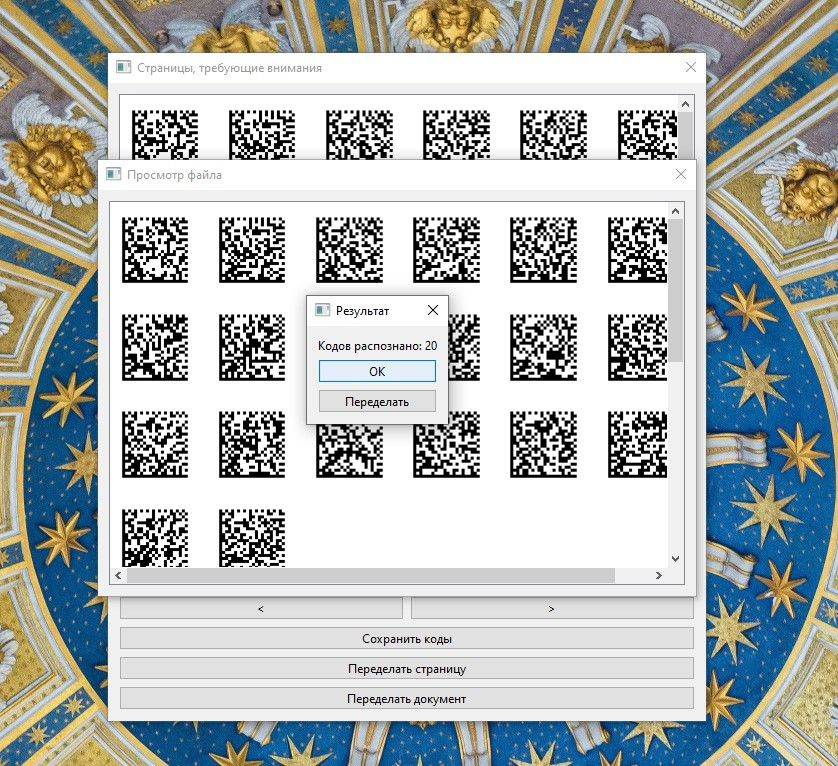 Страницы, требующие внимания
Просмотр файла
Результат
Кодов распознано: 20
OK
Переделать
<
>
Сохранить коды
Переделать страницу
Переделать документ